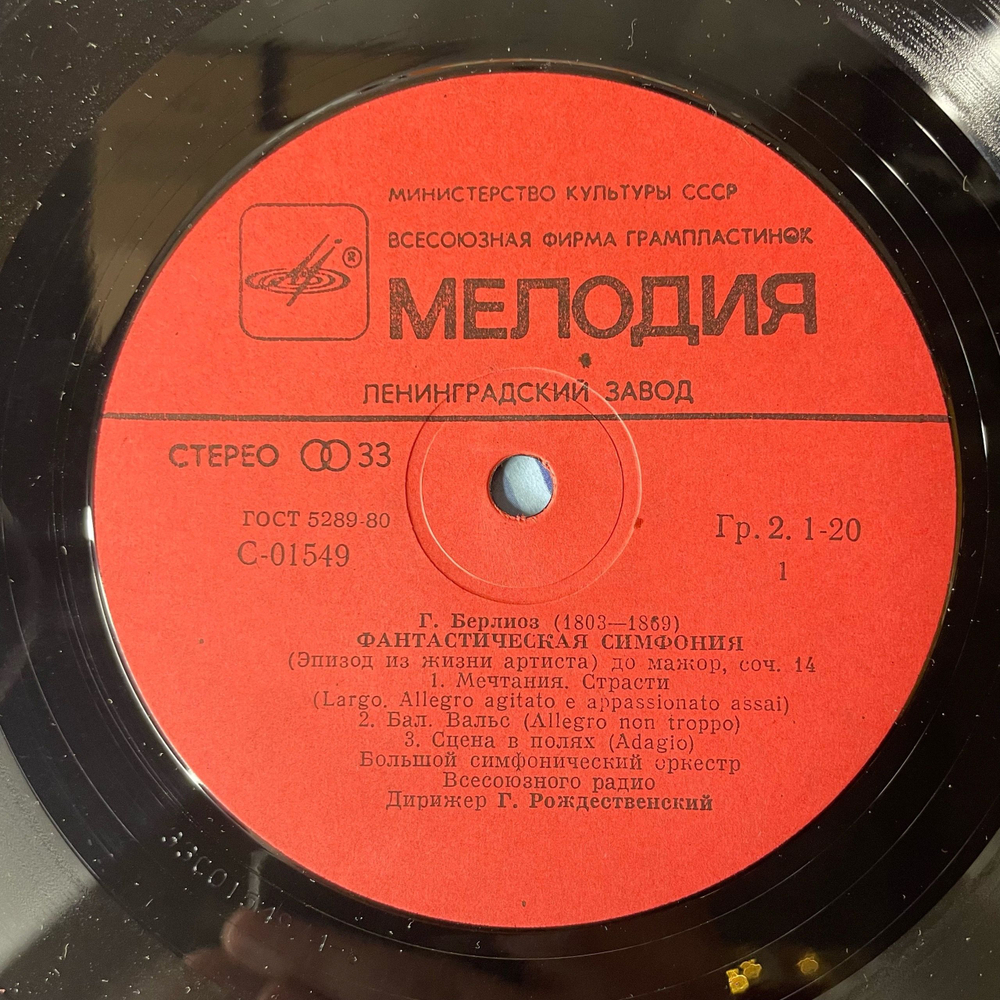 МИНИСТЕРСТВО КУЛЬТУРЫ СССР
ВСЕСОЮЗНАЯ ФИРМА ГРАМПЛАСТИНОК
®
МЕЛОДИЯ
ЛЕНИНГРАДСКИЙ ЗАВОД
СТЕРЕО 33
ГОСТ 5289-80
С-01549
Гр. 2. 1-20
1
Г. Берлиоз (1803—1869)
ФАНТАСТИЧЕСКАЯ СИМФОНИЯ
(Эпизод из жизни артиста) до мажор, соч. 14
1. Мечтания. Страсти
(Largo. Allegro agitato e appassionato assai)
2. Бал. Вальс (Allegro non troppo)
3. Сцена в полях (Adagio)
Большой симфонический оркестр
Всесоюзного радио
Дирижер Г. Рождественский